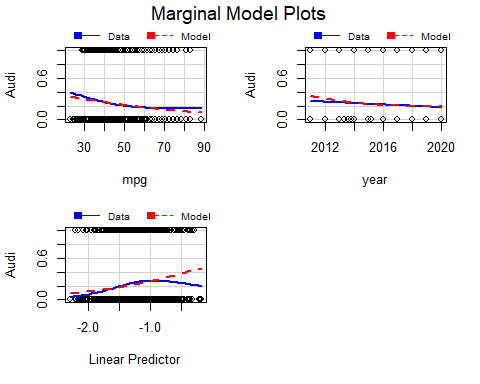 Marginal Model Plots
Data Model
Audi
0.0 0.6
30 50 70 90
mpg
Data Model
Audi
0.0 0.6
2012 2016 2020
year
Data Model
Audi
0.0 0.6
-2.0 -1.0
Linear Predictor